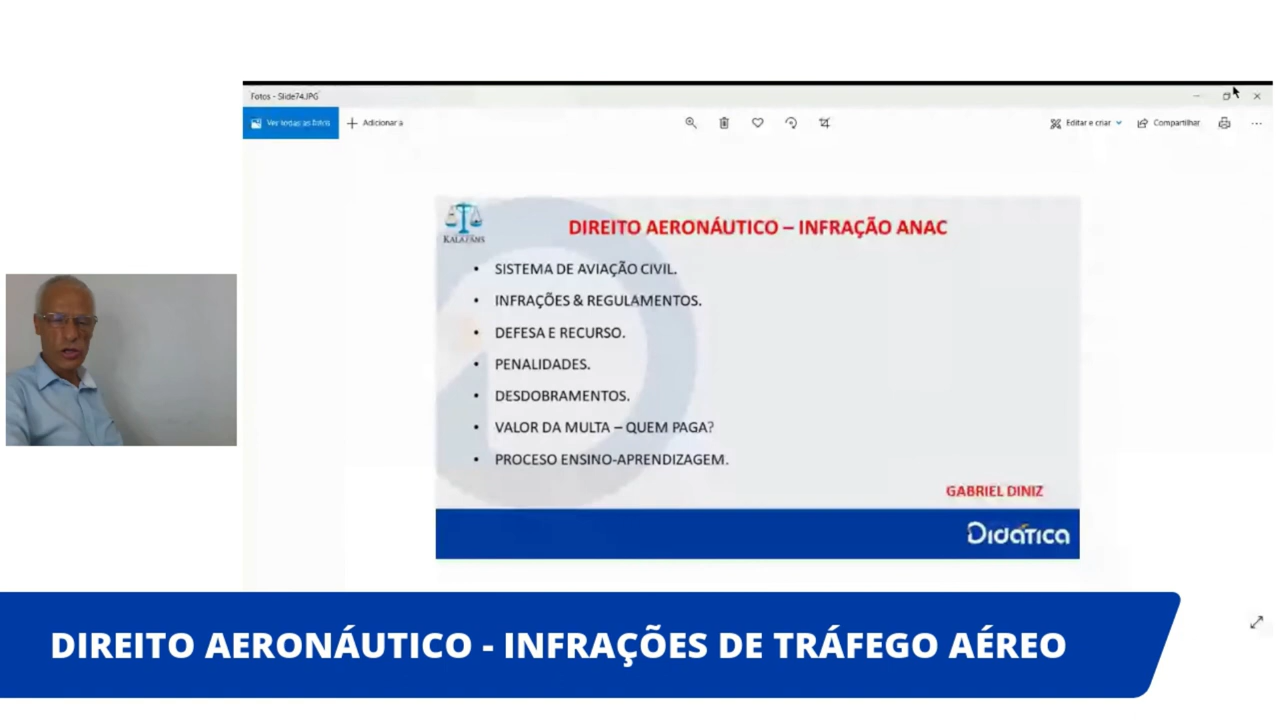 Fotos - Slide74.JPG
Ver todas as fotos
Adicionar a
Editar e criar
Compartilhar
KALAZANS
DIREITO AERONÁUTICO – INFRAÇÃO ANAC
• SISTEMA DE AVIAÇÃO CIVIL.
• INFRAÇÕES & REGULAMENTOS.
• DEFESA E RECURSO.
• PENALIDADES.
• DESDOBRAMENTOS.
• VALOR DA MULTA – QUEM PAGA?
• PROCESO ENSINO-APRENDIZAGEM.
GABRIEL DINIZ
Didática
DIREITO AERONÁUTICO - INFRAÇÕES DE TRÁFEGO AÉREO